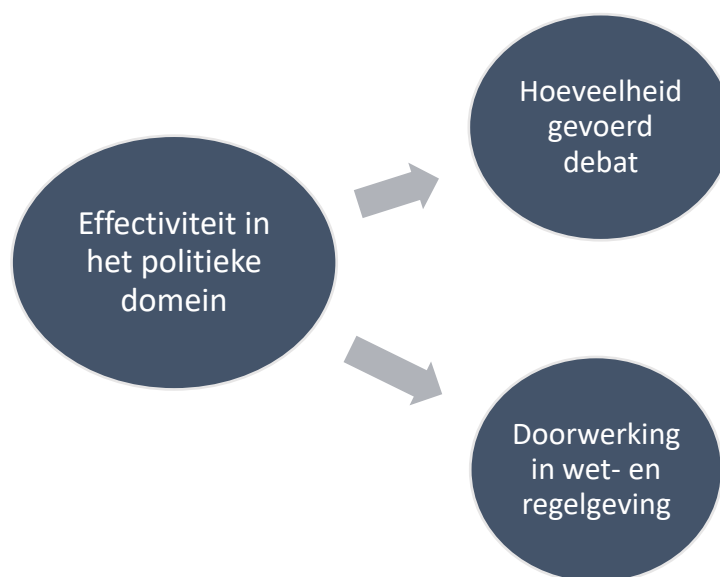 Effectiviteit in
het politieke
domein
Hoeveelheid
gevoerd
debat
Doorwerking
in wet- en
regelgeving